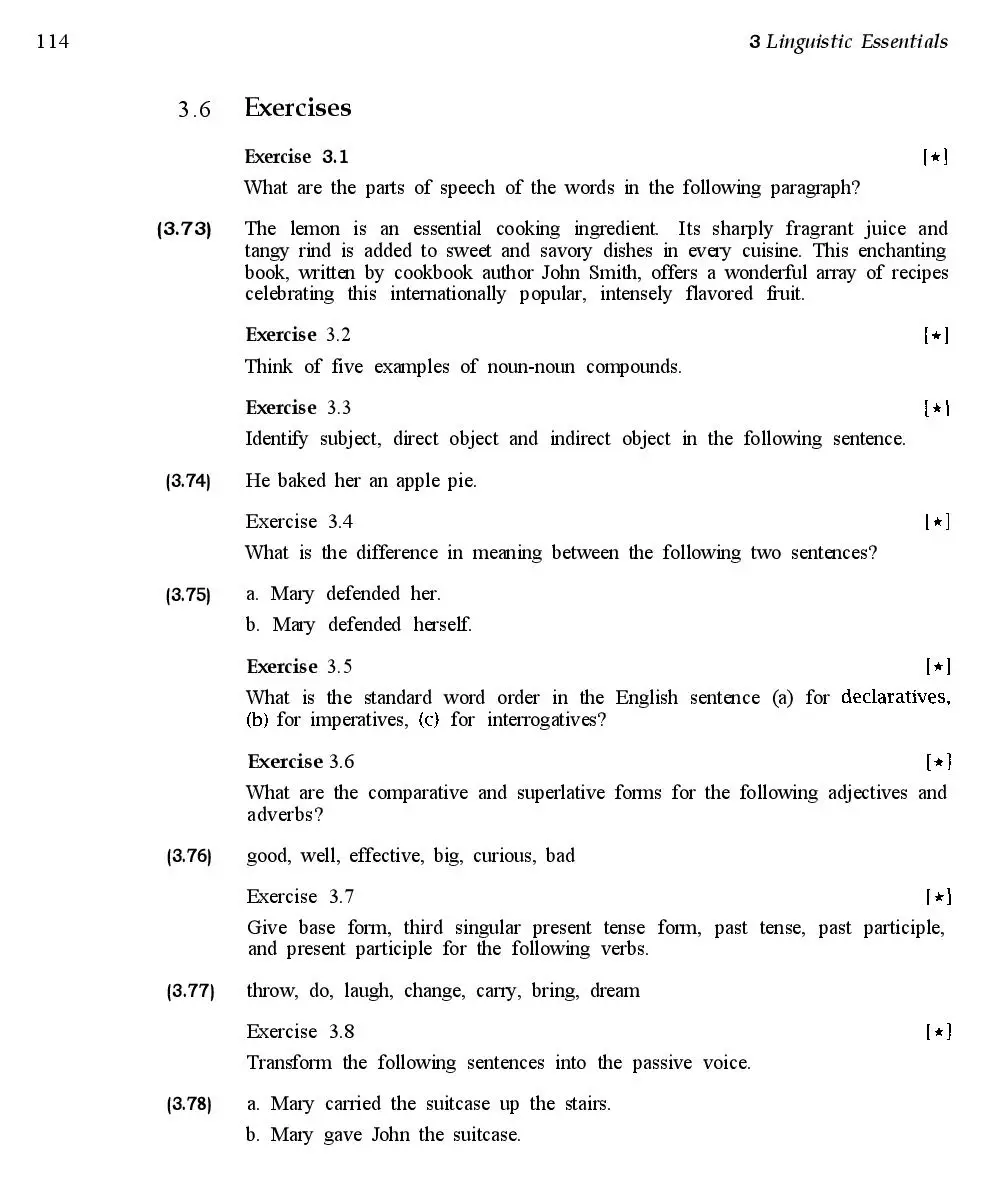 114
3 Linguistic Essentials
3.6 Exercises
Exercise 3.1 [★]
What are the parts of speech of the words in the following paragraph?
(3.73) The lemon is an essential cooking ingredient. Its sharply fragrant juice and
tangy rind is added to sweet and savory dishes in every cuisine. This enchanting
book, written by cookbook author John Smith, offers a wonderful array of recipes
celebrating this internationally popular, intensely flavored fruit.
Exercise 3.2 [★]
Think of five examples of noun-noun compounds.
Exercise 3.3 [★]
Identify subject, direct object and indirect object in the following sentence.
(3.74) He baked her an apple pie.
Exercise 3.4 [★]
What is the difference in meaning between the following two sentences?
(3.75) a. Mary defended her.
b. Mary defended herself.
Exercise 3.5 [★]
What is the standard word order in the English sentence (a) for declaratives,
(b) for imperatives, (c) for interrogatives?
Exercise 3.6 [★]
What are the comparative and superlative forms for the following adjectives and
adverbs?
(3.76) good, well, effective, big, curious, bad
Exercise 3.7 [★]
Give base form, third singular present tense form, past tense, past participle,
and present participle for the following verbs.
(3.77) throw, do, laugh, change, carry, bring, dream
Exercise 3.8 [★]
Transform the following sentences into the passive voice.
(3.78) a. Mary carried the suitcase up the stairs.
b. Mary gave John the suitcase.